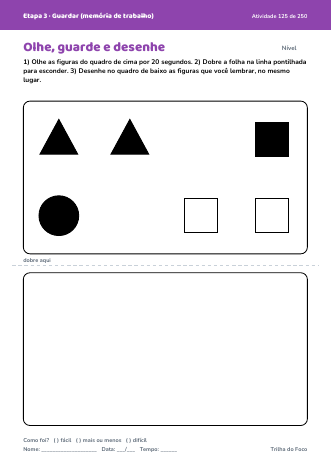 Etapa 3 · Guardar (memória de trabalho)
Atividade 125 de 250
Olhe, guarde e desenhe
Nível
1) Olhe as figuras do quadro de cima por 20 segundos. 2) Dobre a folha na linha pontilhada
para esconder. 3) Desenhe no quadro de baixo as figuras que você lembrar, no mesmo
lugar.
dobre aqui
Como foi? ( ) fácil ( ) mais ou menos ( ) difícil
Nome: ____________________ Data: ___/___ Tempo: ______
Trilha do Foco